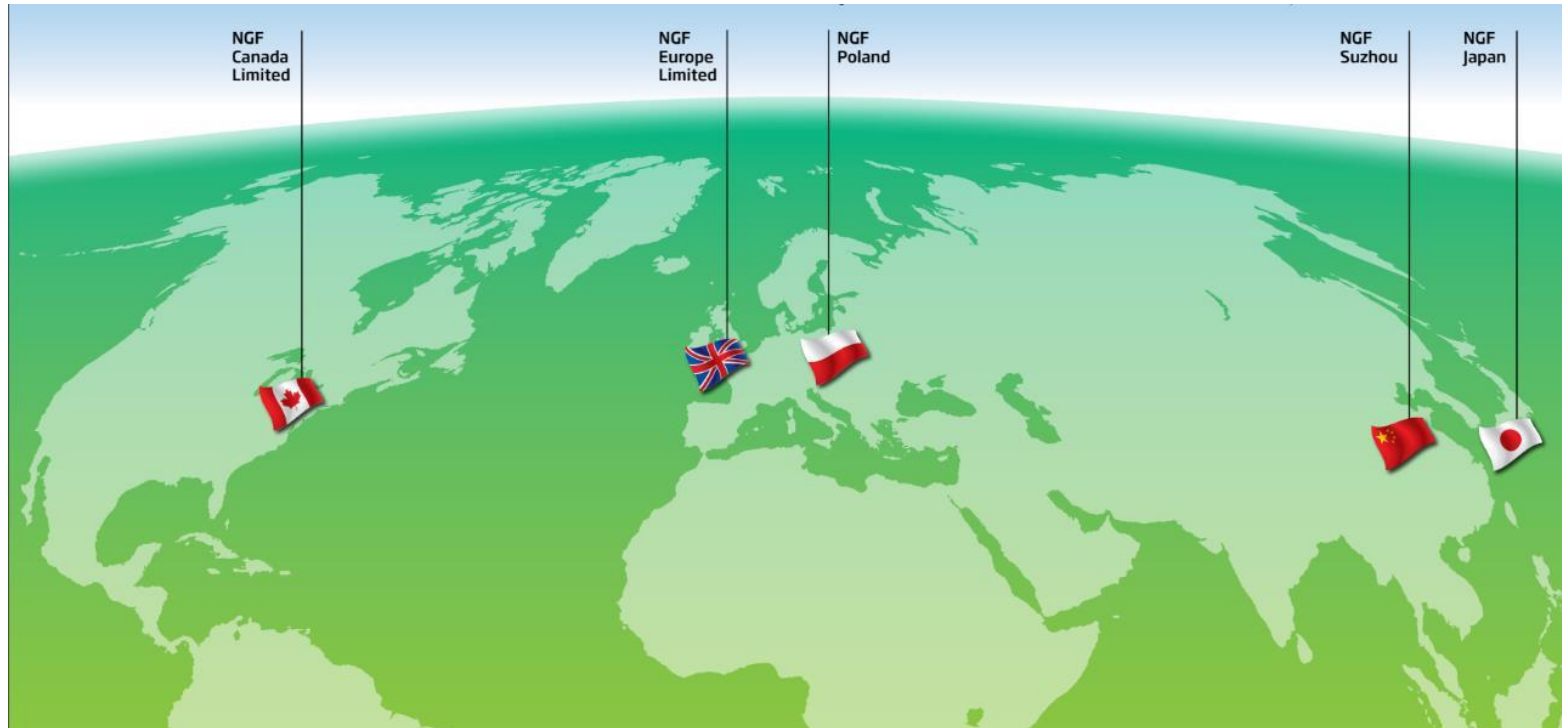 NGF
Canada
Limited
NGF
Europe
Limited
NGF
Poland
NGF
Suzhou
NGF
Japan